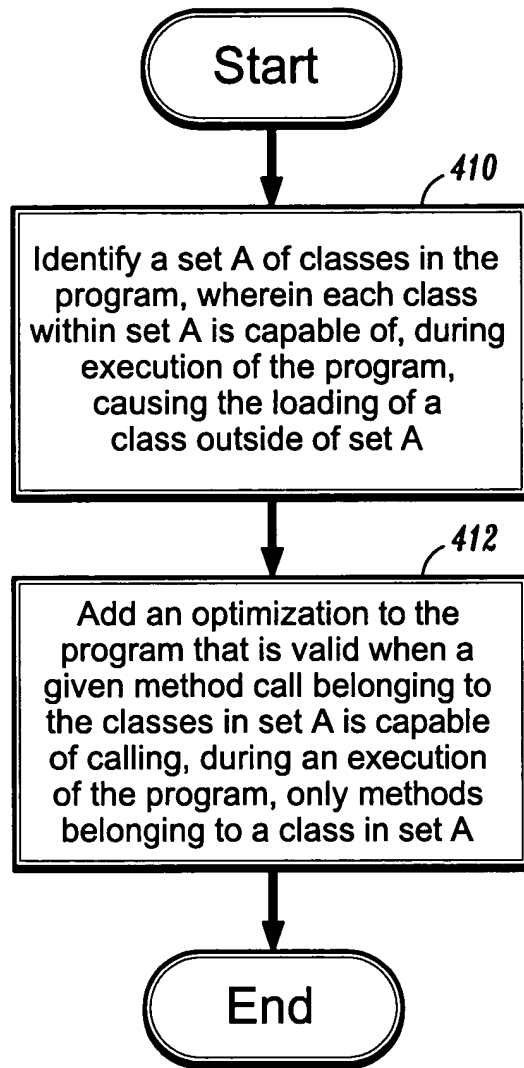 Start
410
Identify a set A of classes in the
program, wherein each class
within set A is capable of, during
execution of the program,
causing the loading of a
class outside of set A
412
Add an optimization to the
program that is valid when a
given method call belonging to
the classes in set A is capable
of calling, during an execution
of the program, only methods
belonging to a class in set A
End